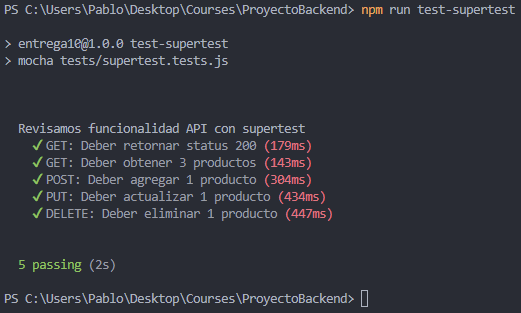 PS C:\Users\Pablo\Desktop\Courses\ProyectoBackend> npm run test-supertest
> entrega10@1.0.0 test-supertest
> mocha tests/supertest.tests.js
Revisamos funcionalidad API con supertest
✓ GET: Deber retornar status 200 (179ms)
✓ GET: Deber obtener 3 productos (143ms)
✓ POST: Deber agregar 1 producto (304ms)
✓ PUT: Deber actualizar 1 producto (434ms)
✓ DELETE: Deber eliminar 1 producto (447ms)
5 passing (2s)
PS C:\Users\Pablo\Desktop\Courses\ProyectoBackend>